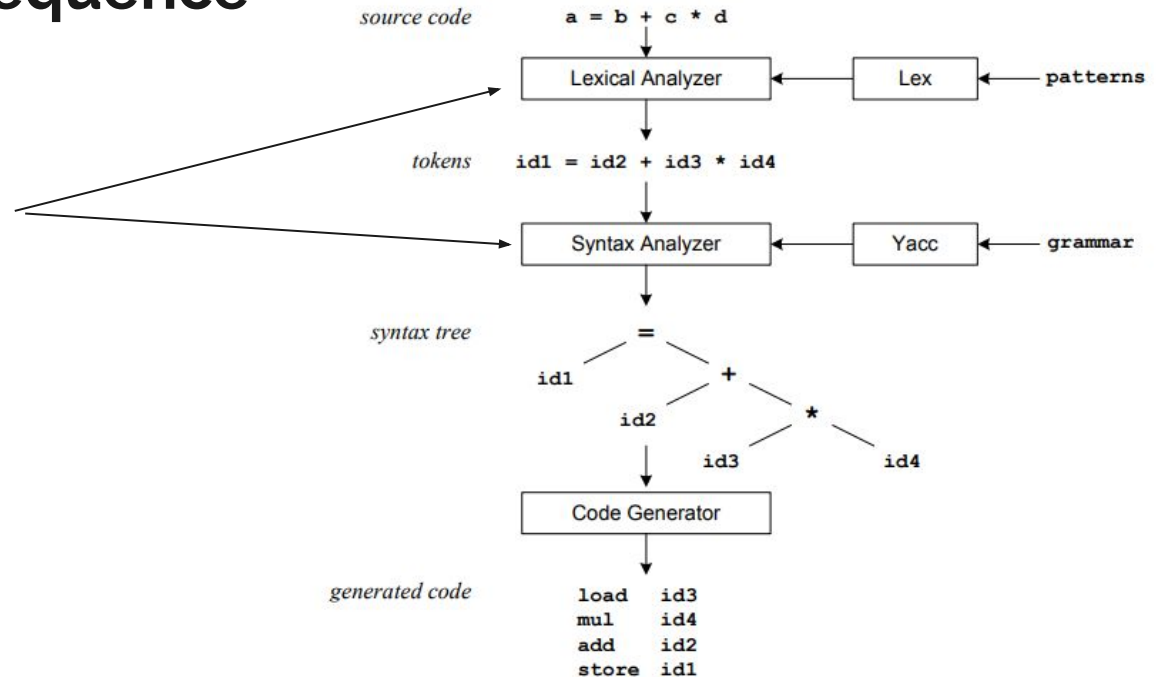 equence
source code a = b + c * d
Lexical Analyzer Lex patterns
tokens id1 = id2 + id3 * id4
Syntax Analyzer Yacc grammar
syntax tree =
id1 +
id2 *
id3 id4
Code Generator
generated code load id3
mul id4
add id2
store id1